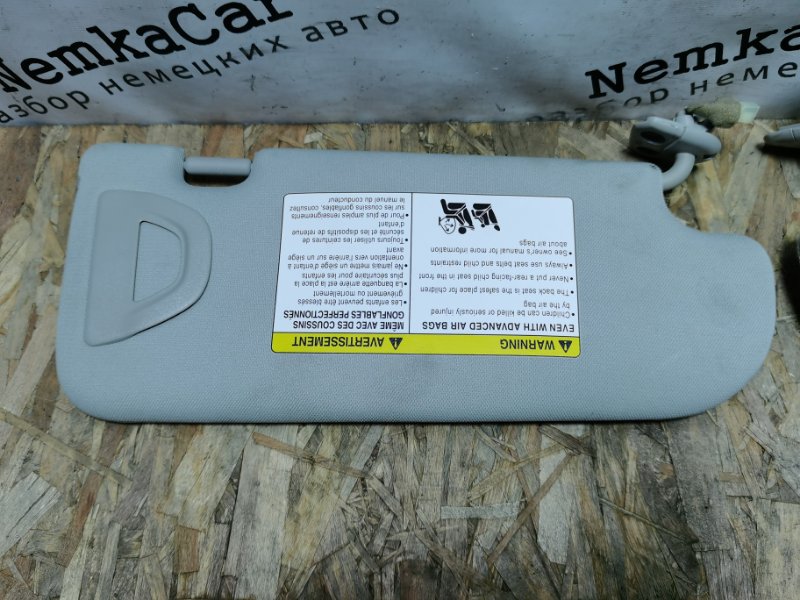 NemkaCar
разбор немецких авто
Nemka
разбор немец
WARNING
EVEN WITH ADVANCED AIR BAGS
•Children can be killed or seriously injured
by the air bag
•The back seat is the safest place for children
•Never put a rear-facing child seat in the front
•Always use seat belts and child restraints
•See owner's manual for more information
about air bags
AVERTISSEMENT
MÊME AVEC DES COUSSINS
GONFLABLES PERFECTIONNÉS
•Les enfants peuvent être blessés
grièvement ou mortellement
•La banquette arrière est la place la
plus sécuritaire pour les enfants
•Ne jamais mettre un siège d'enfant à
orientation vers l'arrière sur un siège
avant
•Toujours utiliser les ceintures de
sécurité et les dispositifs de retenue
d'enfant
•Pour de plus amples renseignements
sur les coussins gonflables, consultez
le manuel du conducteur